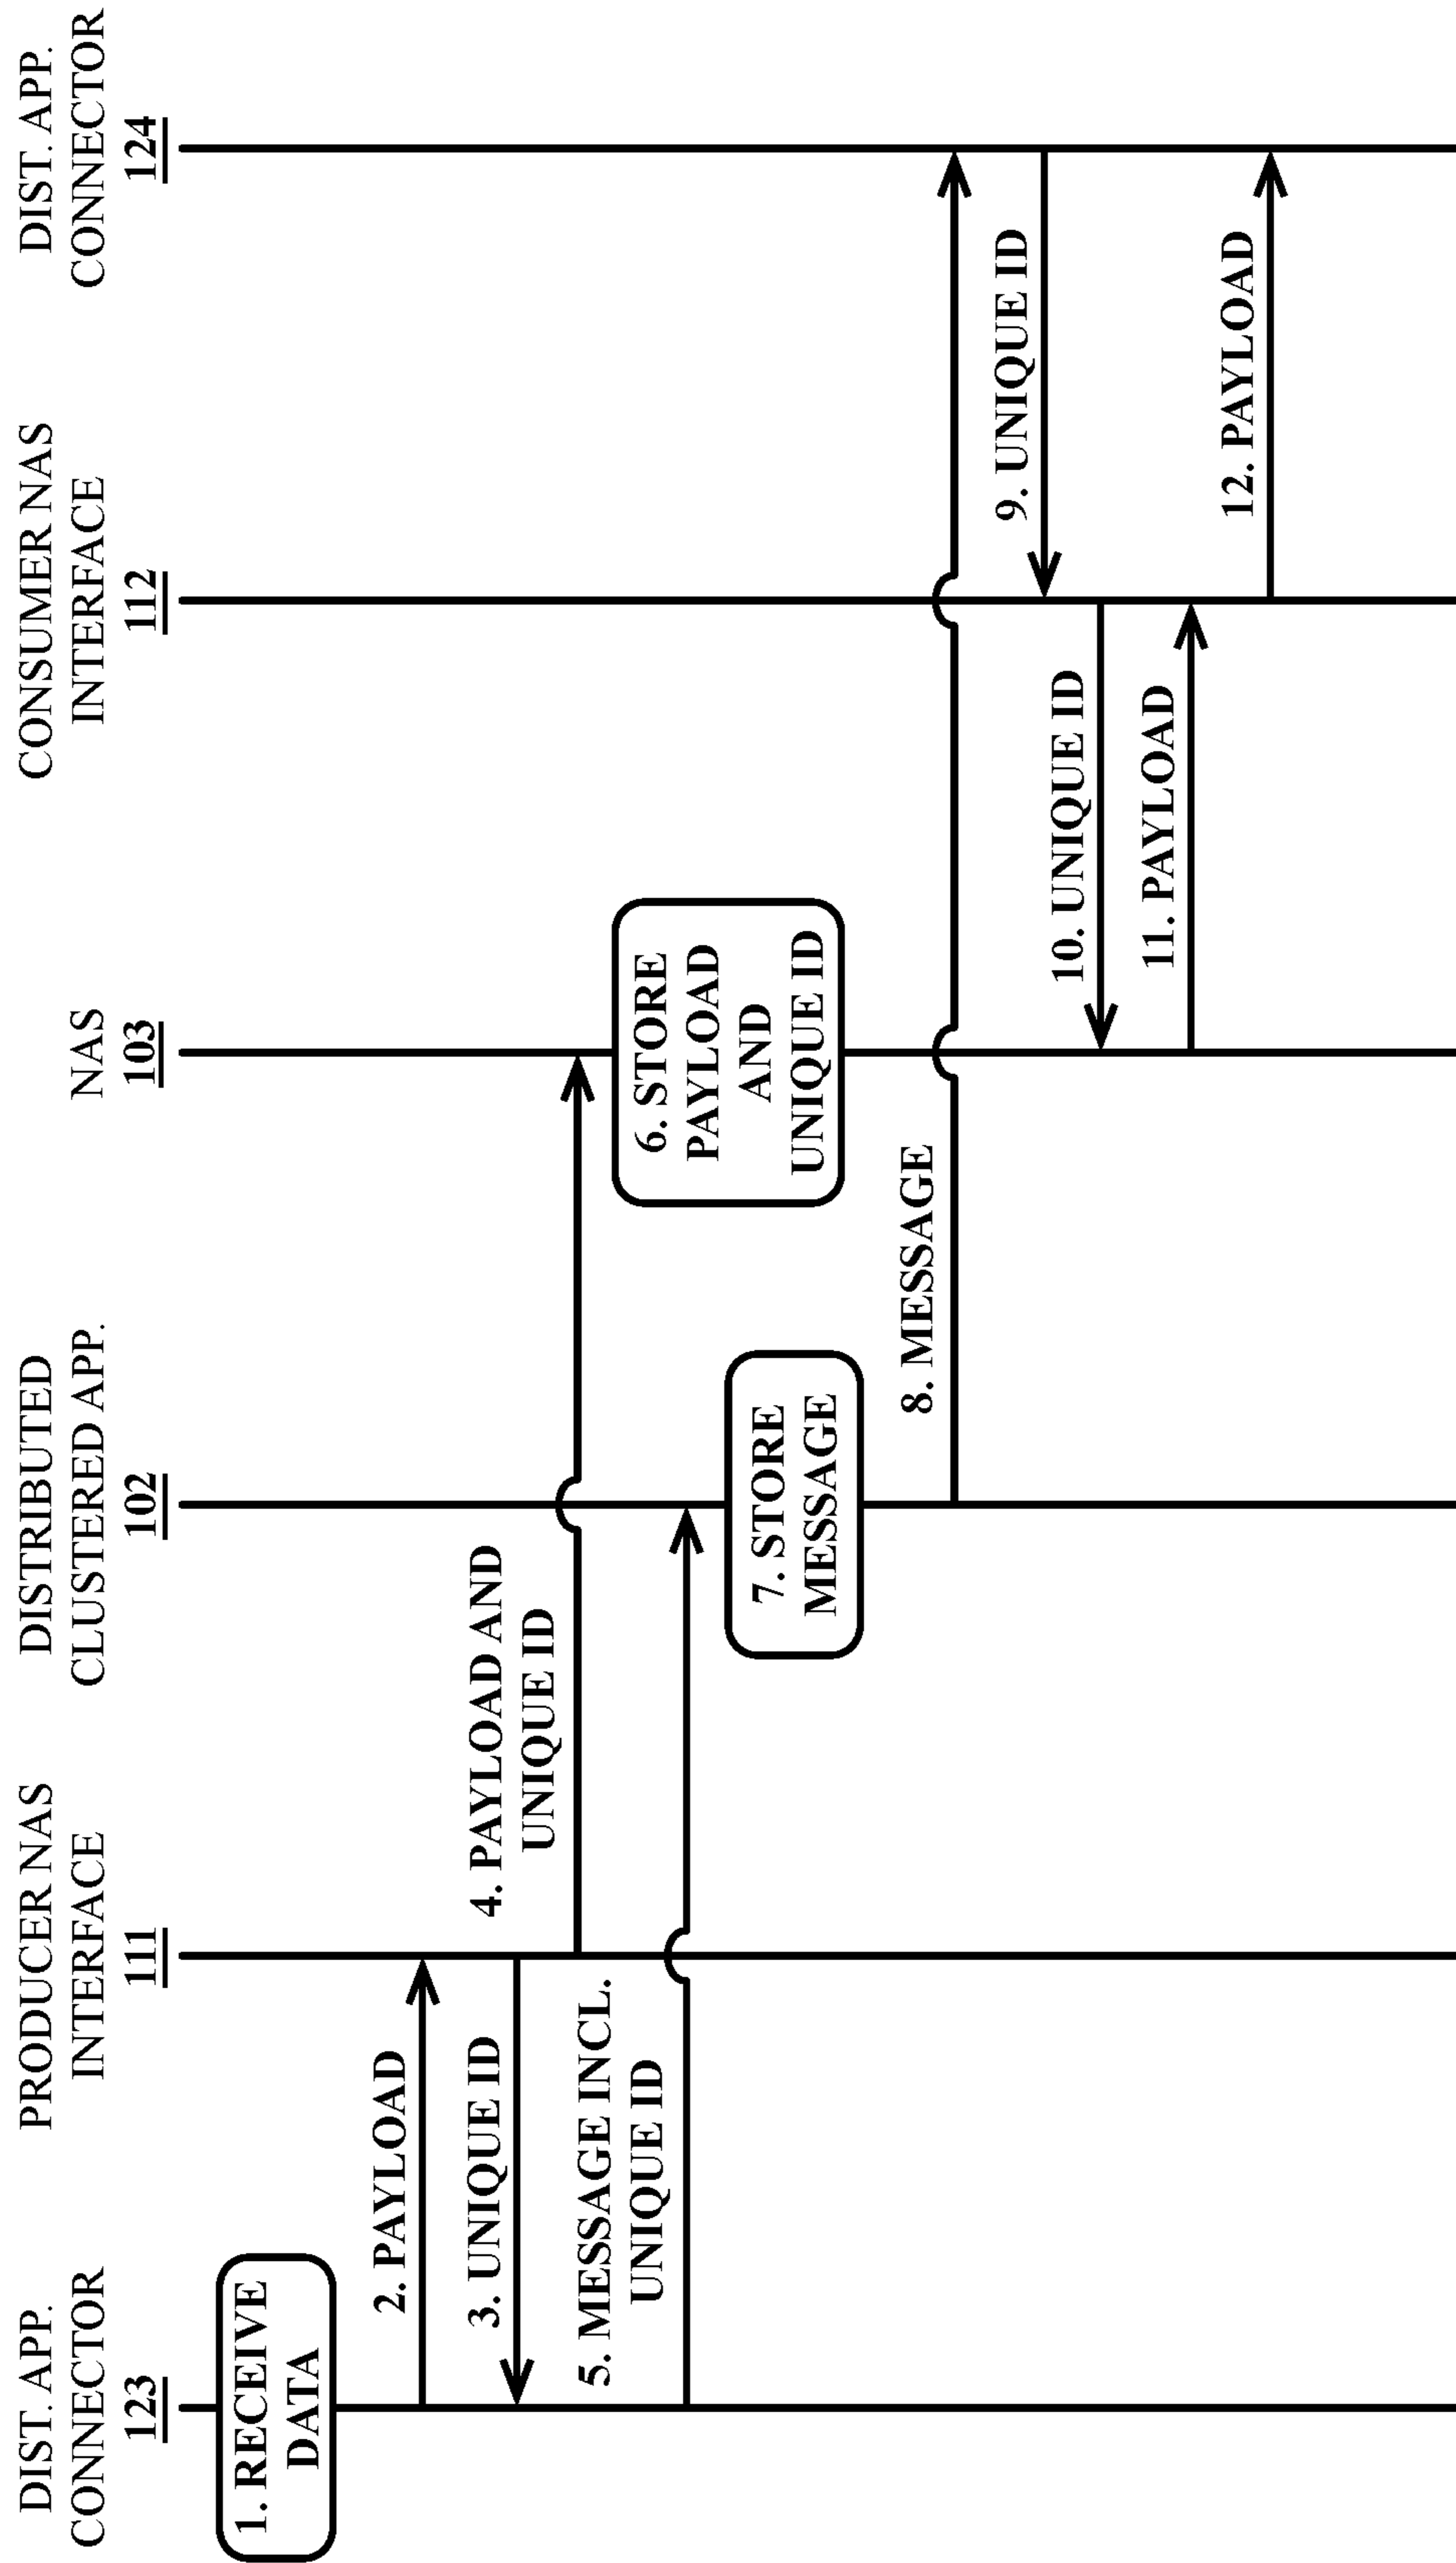 DIST. APP.
CONNECTOR
123
PRODUCER NAS
INTERFACE
111
DISTRIBUTED
CLUSTERED APP.
102
NAS
103
CONSUMER NAS
INTERFACE
112
DIST. APP.
CONNECTOR
124
1. RECEIVE
DATA
2. PAYLOAD
3. UNIQUE ID
4. PAYLOAD AND
UNIQUE ID
5. MESSAGE INCL.
UNIQUE ID
6. STORE
PAYLOAD
AND
UNIQUE ID
7. STORE
MESSAGE
8. MESSAGE
9. UNIQUE ID
10. UNIQUE ID
11. PAYLOAD
12. PAYLOAD